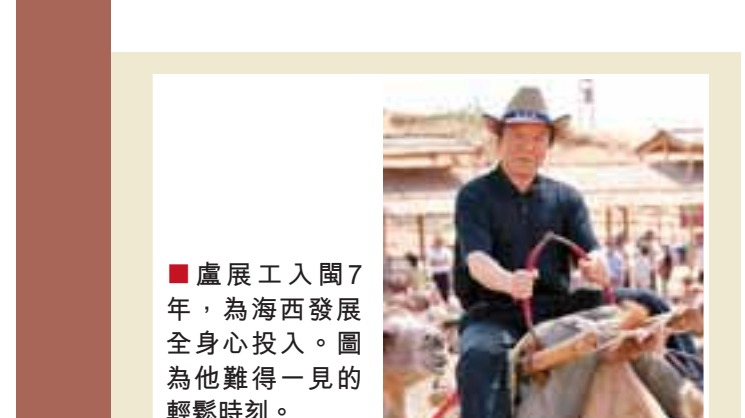 ■盧展工入閩7
年，為海西發展
全身心投入。圖
為他難得一見的
輕鬆時刻。